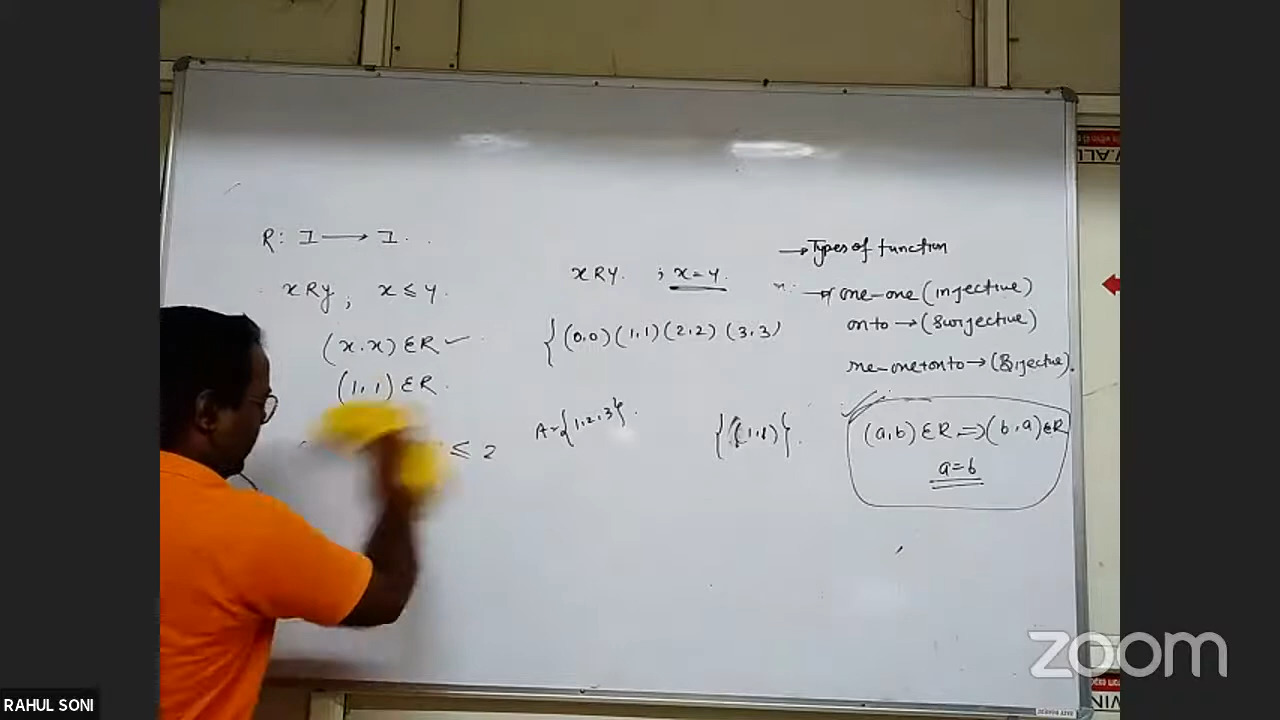 R: I → I . .
xRy, x ≤ y.
(x.x) ∈ R ✓
(1,1) ∈ R.
≤ 2
xRy. ; x=y.
{(0,0)(1,1)(2,2)(3,3)
A={1,2,3}.
{(1,1)}.
→ Types of function
one-one (injective)
onto → (Surjective)
one-one+onto → (Bijective).
(a,b) ∈ R ⇒ (b,a) ∈ R
a=b
V.ALL
zoom
RAHUL SONI